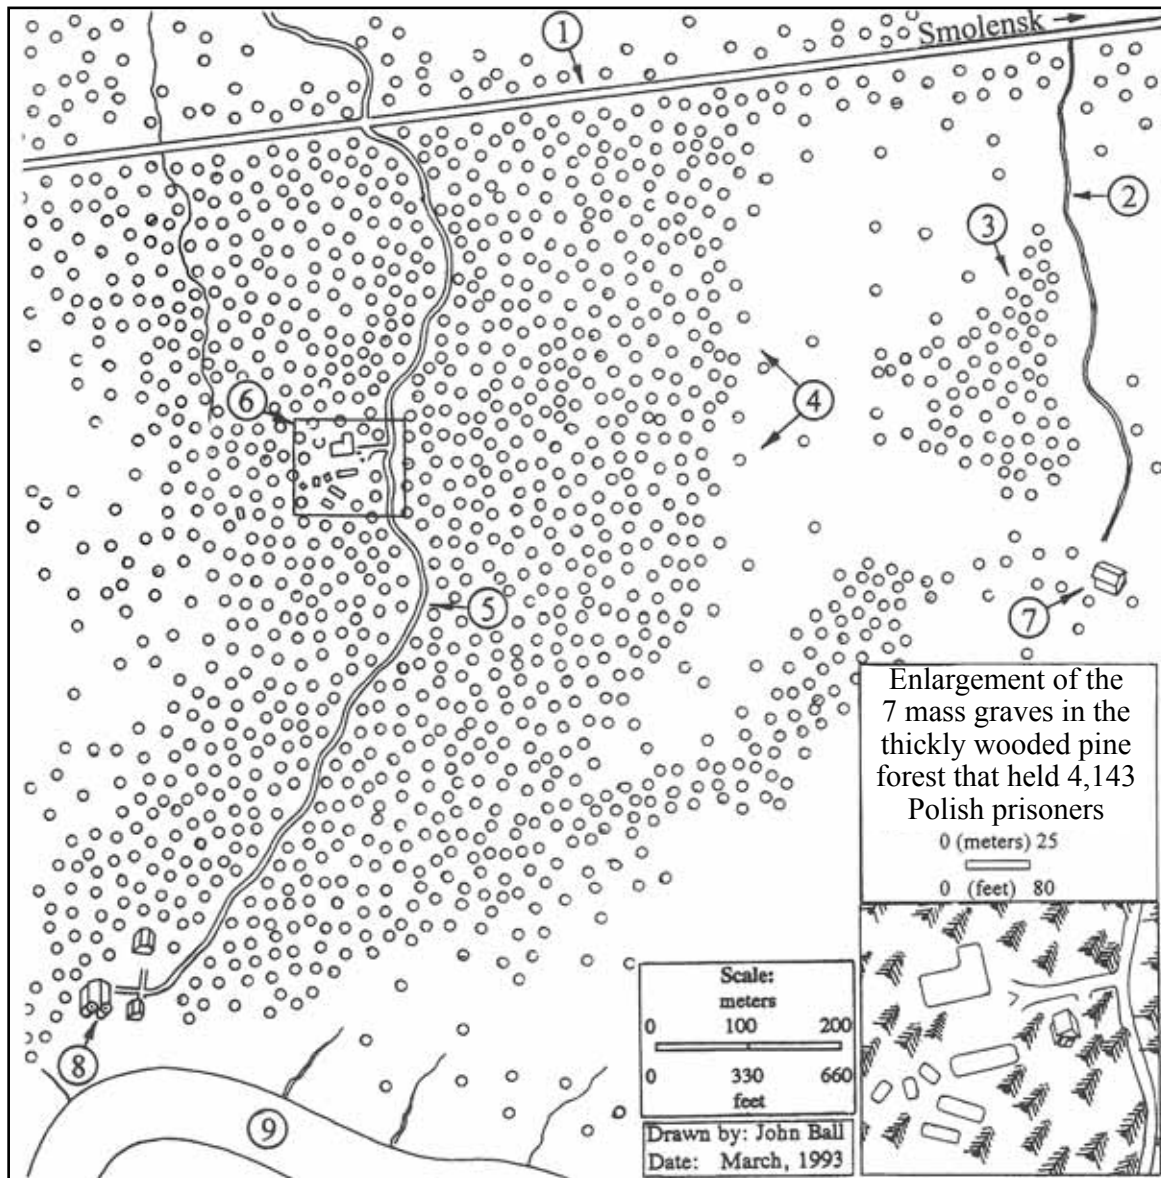 Smolensk
1
2
3
4
6
5
7
Enlargement of the
7 mass graves in the
thickly wooded pine
forest that held 4,143
Polish prisoners
0 (meters) 25
0 (feet) 80
Scale:
meters
0 100 200
0 330 660
feet
8
9
Drawn by: John Ball
Date: March, 1993